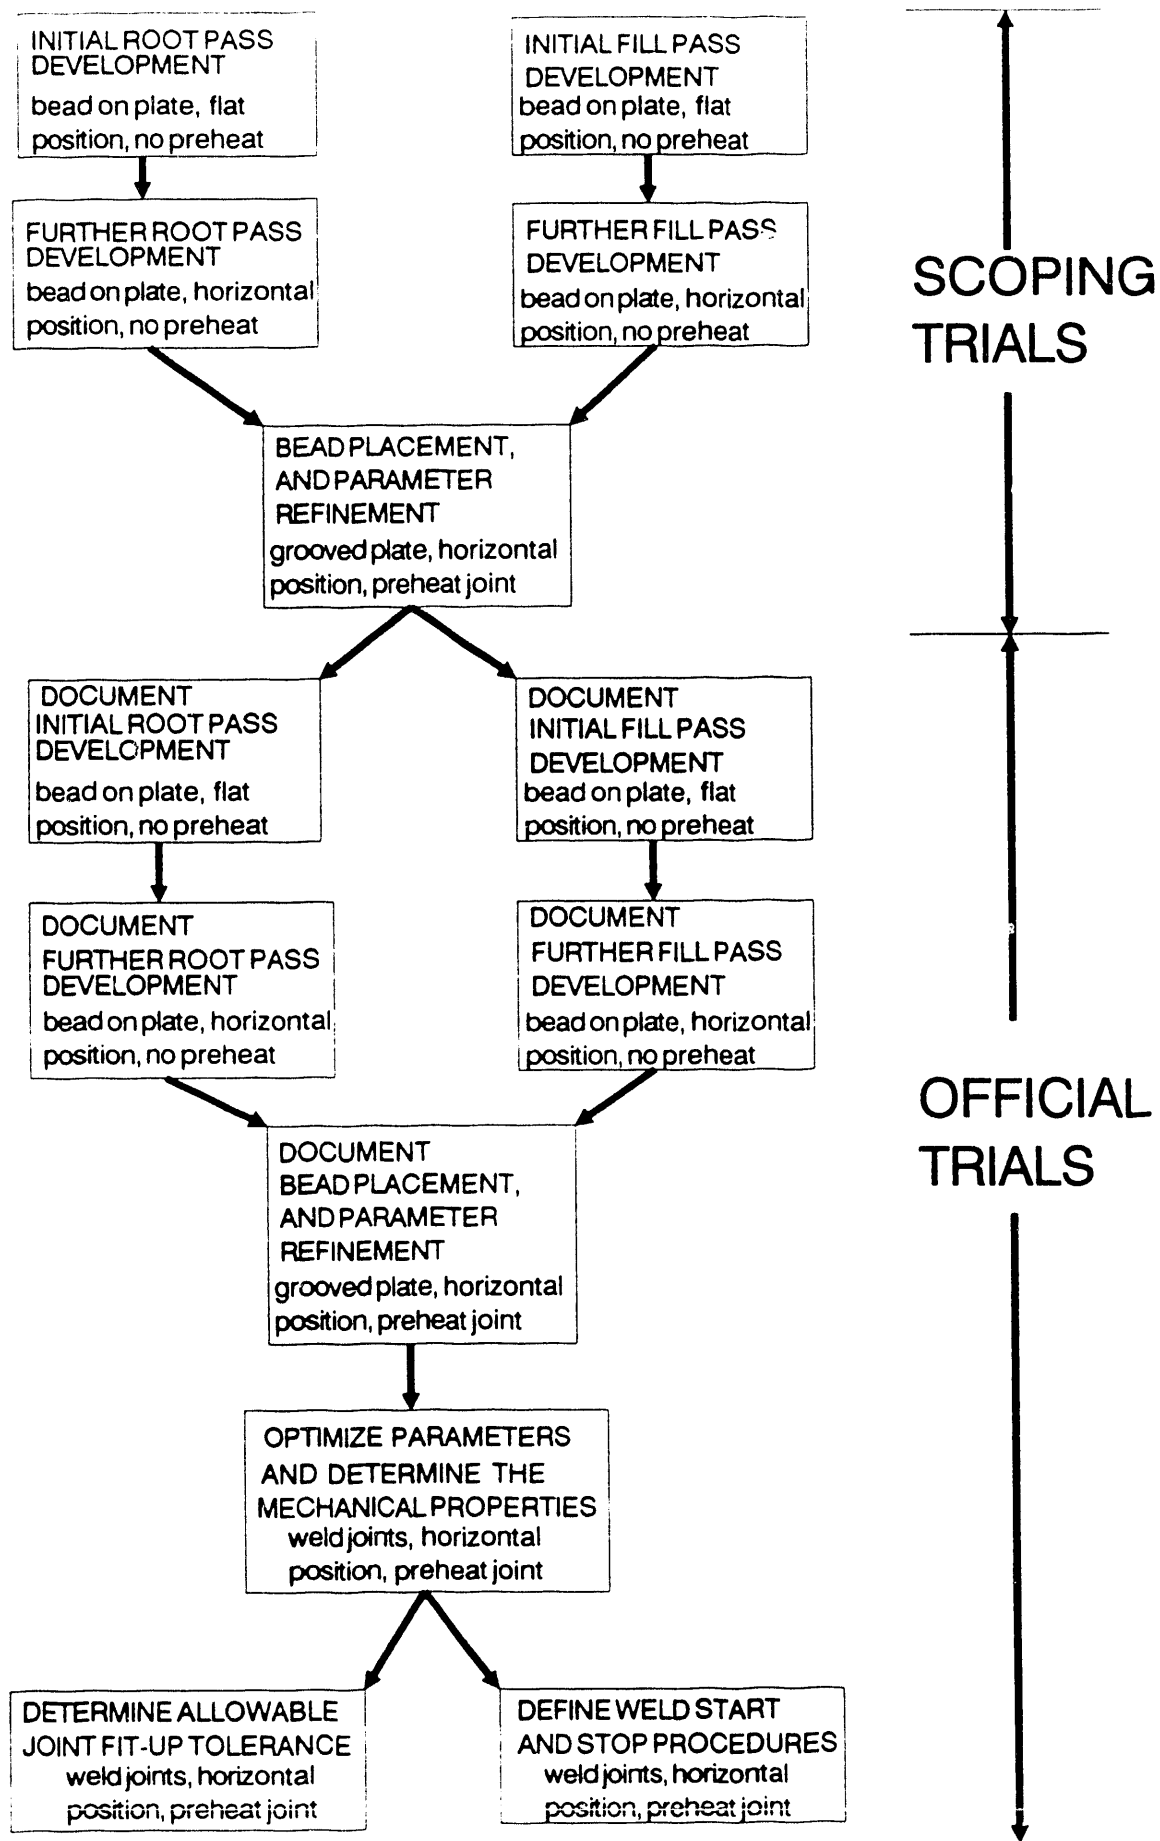 INITIAL ROOT PASS
DEVELOPMENT
bead on plate, flat
position, no preheat
INITIAL FILL PASS
DEVELOPMENT
bead on plate, flat
position, no preheat
FURTHER ROOT PASS
DEVELOPMENT
bead on plate, horizontal
position, no preheat
FURTHER FILL PASS
DEVELOPMENT
bead on plate, horizontal
position, no preheat
SCOPING
TRIALS
BEAD PLACEMENT,
AND PARAMETER
REFINEMENT
grooved plate, horizontal
position, preheat joint
DOCUMENT
INITIAL ROOT PASS
DEVELOPMENT
bead on plate, flat
position, no preheat
DOCUMENT
INITIAL FILL PASS
DEVELOPMENT
bead on plate, flat
position, no preheat
DOCUMENT
FURTHER ROOT PASS
DEVELOPMENT
bead on plate, horizontal
position, no preheat
DOCUMENT
FURTHER FILL PASS
DEVELOPMENT
bead on plate, horizontal
position, no preheat
OFFICIAL
TRIALS
DOCUMENT
BEAD PLACEMENT,
AND PARAMETER
REFINEMENT
grooved plate, horizontal
position, preheat joint
OPTIMIZE PARAMETERS
AND DETERMINE THE
MECHANICAL PROPERTIES
weld joints, horizontal
position, preheat joint
DETERMINE ALLOWABLE
JOINT FIT-UP TOLERANCE
weld joints, horizontal
position, preheat joint
DEFINE WELD START
AND STOP PROCEDURES
weld joints, horizontal
position, preheat joint